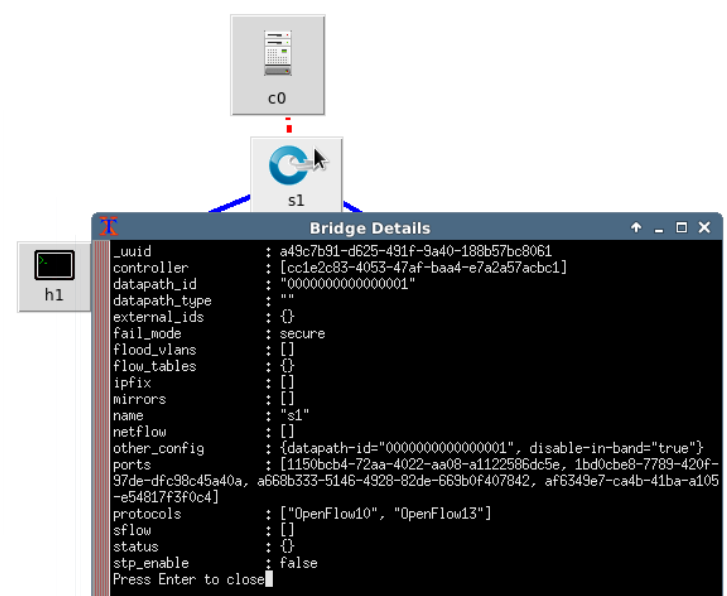 c0
s1
Bridge Details
h1
_uuid : a49c7b91-d625-491f-9a40-188b57bc8061
controller : [cc1e2c83-4053-47af-baa4-e7a2a57acbc1]
datapath_id : "0000000000000001"
datapath_type : ""
external_ids : {}
fail_mode : secure
flood_vlans : []
flow_tables : {}
ipfix : []
mirrors : []
name : "s1"
netflow : []
other_config : {datapath-id="0000000000000001", disable-in-band="true"}
ports : [1150bcb4-72aa-4022-aa08-a1122586dc5e, 1bd0cbe8-7789-420f-
97de-dfc98c45a40a, a668b333-5146-4928-82de-669b0f407842, af6349e7-ca4b-41ba-a105
-e54817f3f0c4]
protocols : ["OpenFlow10", "OpenFlow13"]
sflow : []
status : {}
stp_enable : false
Press Enter to close